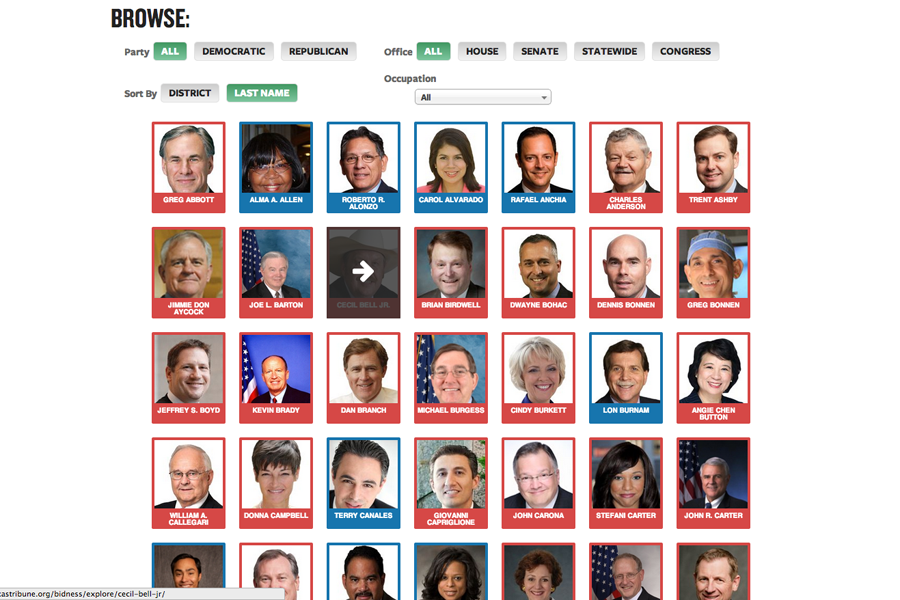 BROWSE:
Party ALL DEMOCRATIC REPUBLICAN Office ALL HOUSE SENATE STATEWIDE CONGRESS
Occupation
Sort By DISTRICT LAST NAME All
GREG ABBOTT
ALMA A. ALLEN
ROBERTO R.
ALONZO
CAROL ALVARADO
RAFAEL ANCHIA
CHARLES
ANDERSON
TRENT ASHBY
JIMMIE DON
AYCOCK
JOE L. BARTON
CECIL BELL JR.
BRIAN BIRDWELL
DWAYNE BOHAC
DENNIS BONNEN
GREG BONNEN
JEFFREY S. BOYD
KEVIN BRADY
DAN BRANCH
MICHAEL BURGESS
CINDY BURKETT
LON BURNAM
ANGIE CHEN
BUTTON
WILLIAM A.
CALLEGARI
DONNA CAMPBELL
TERRY CANALES
GIOVANNI
CAPRIGLIONE
JOHN CARONA
STEFANI CARTER
JOHN R. CARTER
astribune.org/bidness/explore/cecil-bell-jr/